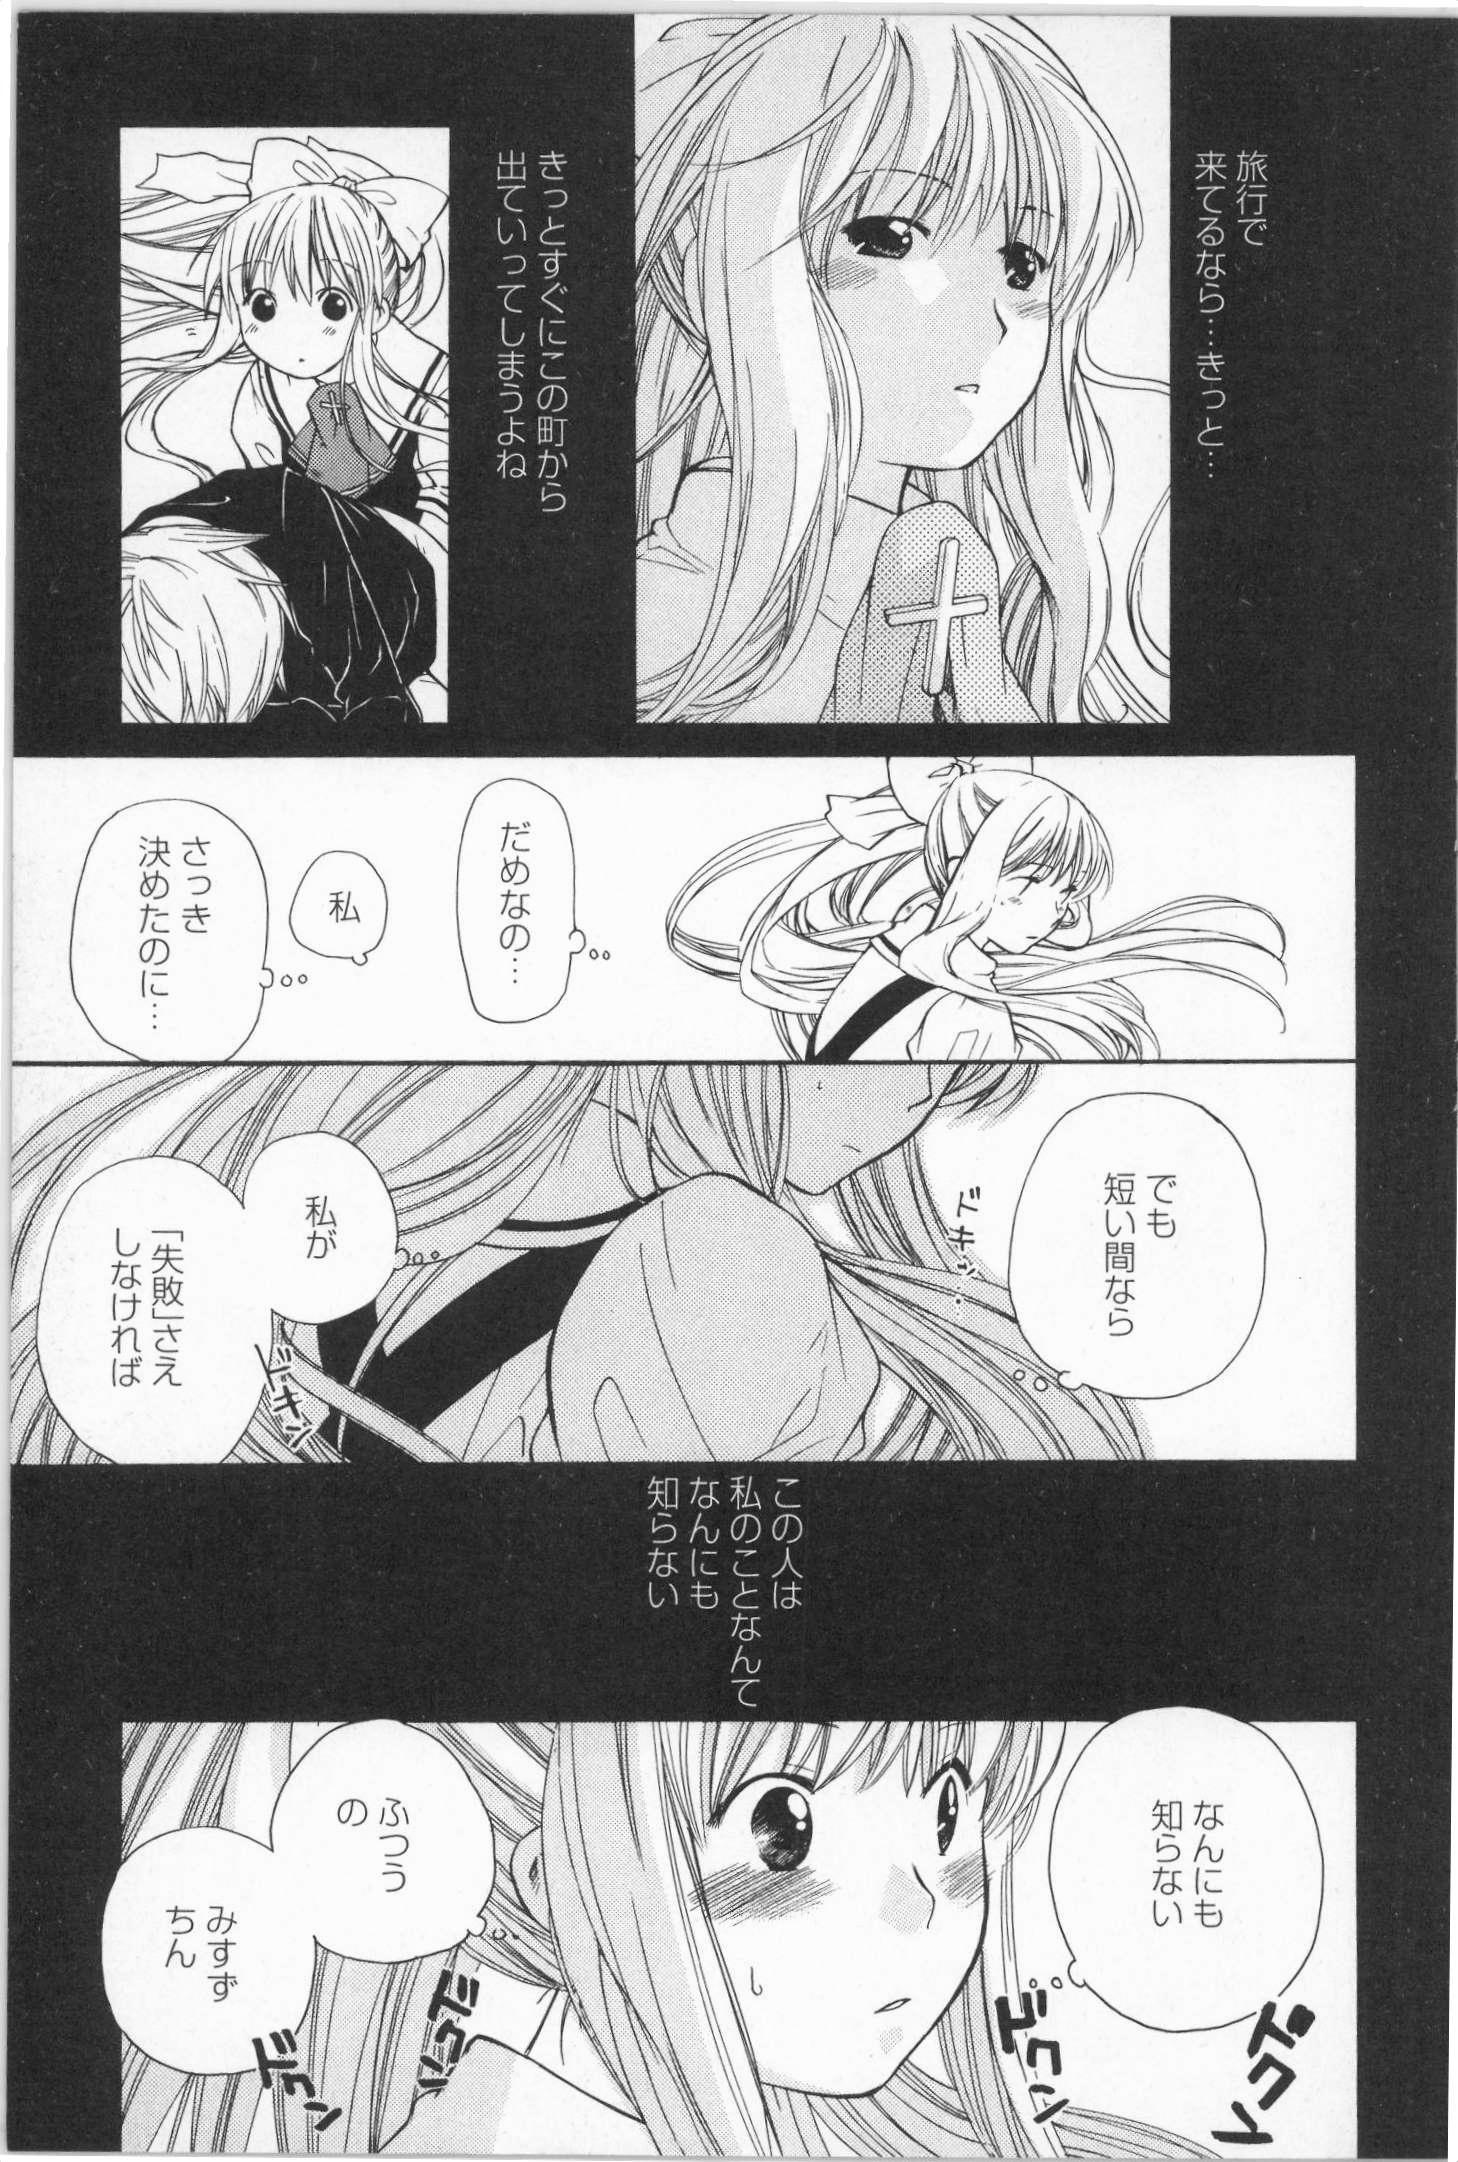 旅行で
来てるなら…きっと…
きっとすぐにこの町から
出ていってしまうよね
だめなの…
私
さっき
決めたのに…
でも
短い間なら
ドキッ…
私が
「失敗」さえ
しなければ
ドキン
この人は
私のことなんて
なんにも
知らない
なんにも
知らない
ふつう
の
みすず
ちん
ズクン
ズクン
ズクン
ズクン